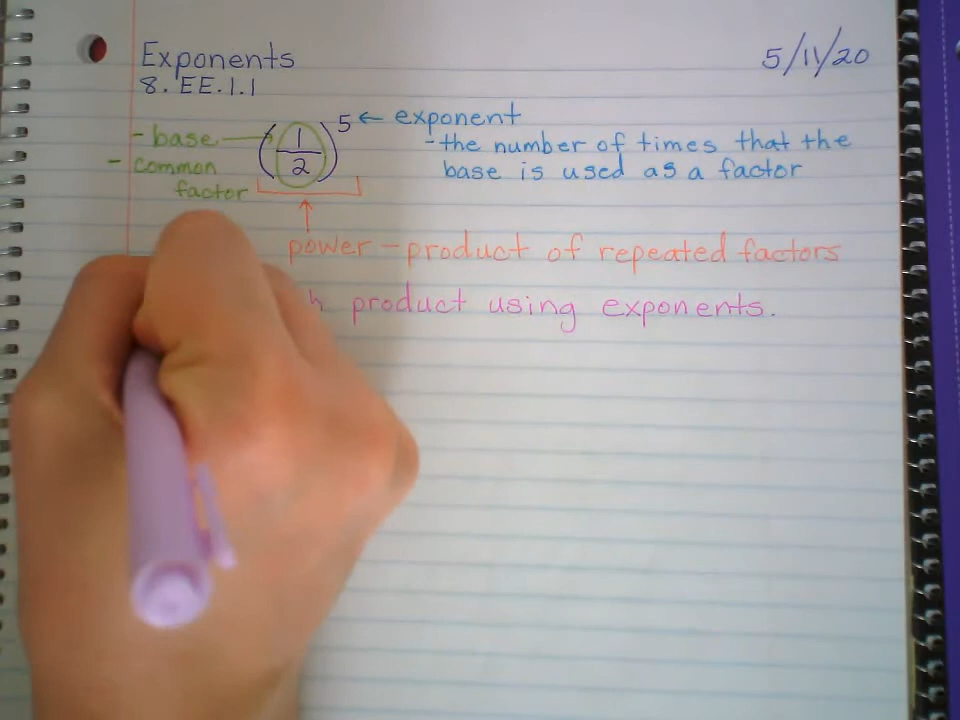 Exponents 5/11/20
8.EE.1.1
(1/2)^5 ← exponent
- base
- the number of times that the
- common
base is used as a factor
factor
power - product of repeated factors
product using exponents.